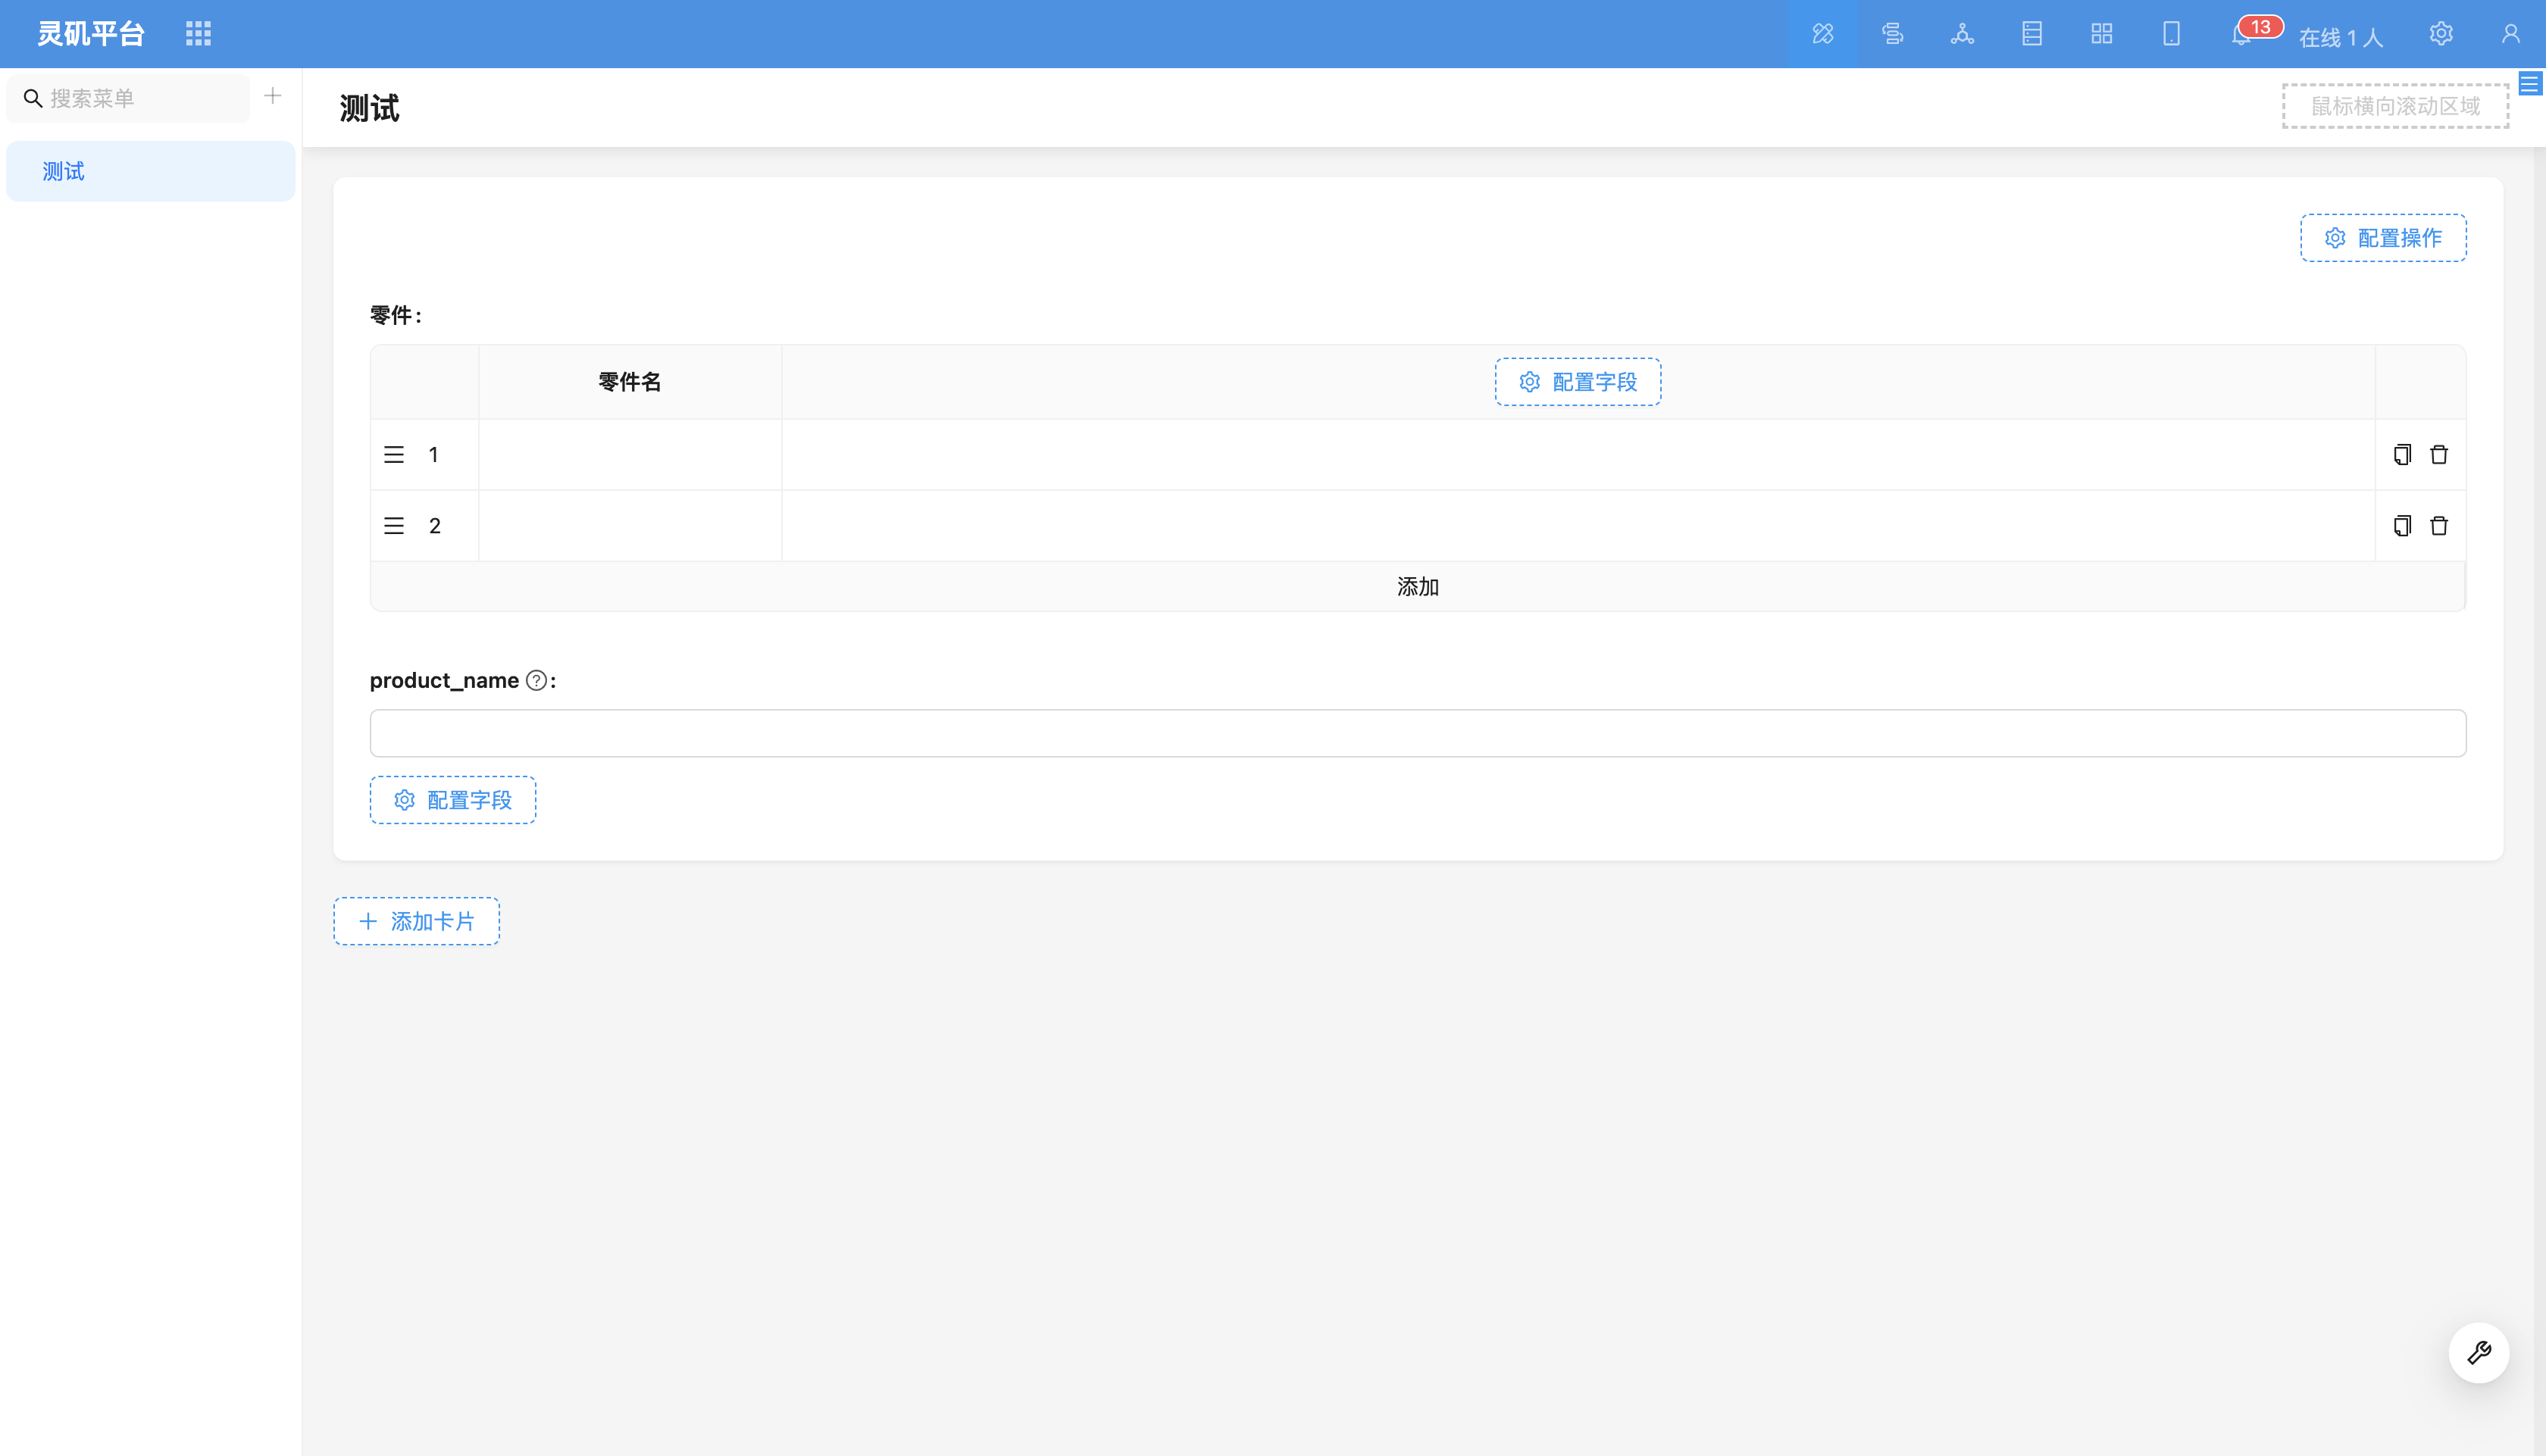 灵矶平台
13
在线 1 人
搜索菜单
测试
测试
鼠标横向滚动区域
配置操作
零件:
零件名
配置字段
1
2
添加
product_name ? :
配置字段
添加卡片